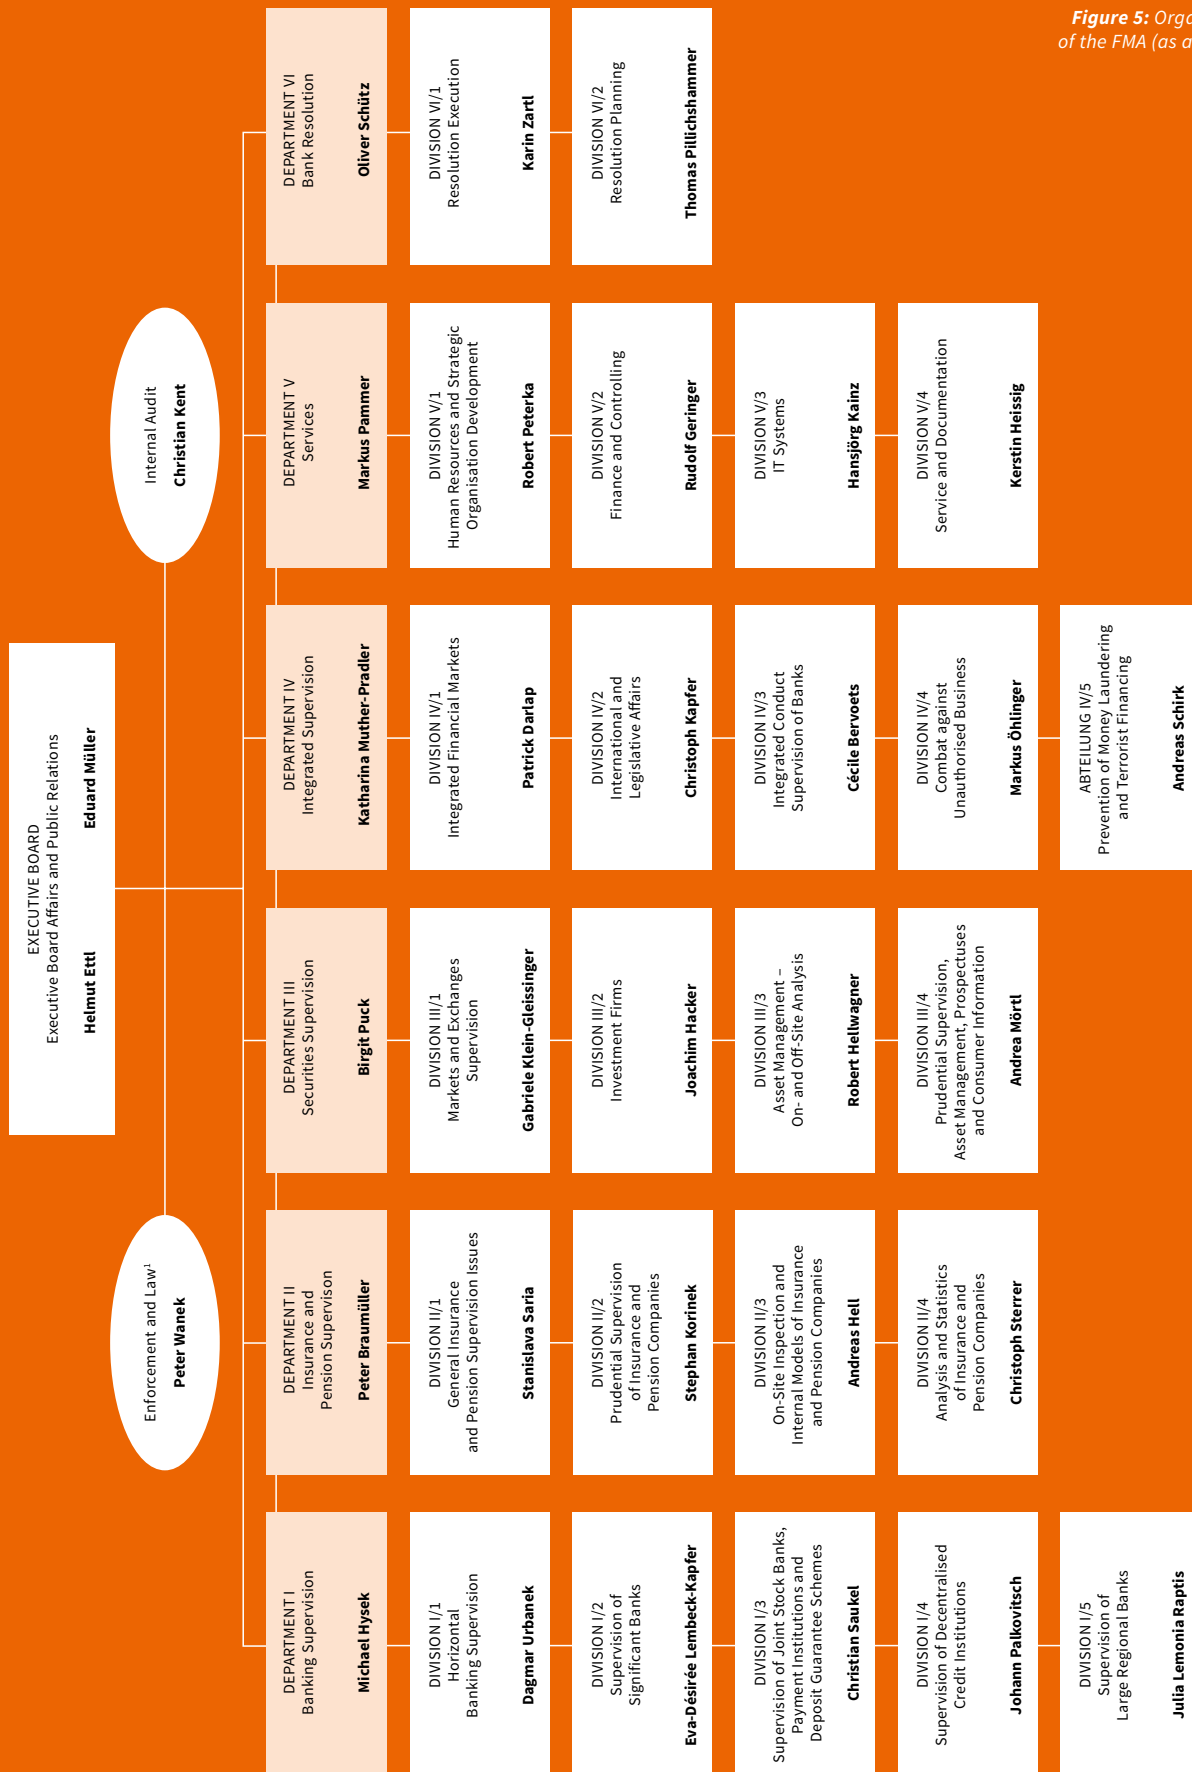 Figure 5: Orga
of the FMA (as a
EXECUTIVE BOARD
Executive Board Affairs and Public Relations
Helmut Ettl
Eduard Müller
Enforcement and Law¹
Peter Wanek
Internal Audit
Christian Kent
DEPARTMENT I
Banking Supervision
Michael Hysek
DIVISION I/1
Horizontal
Banking Supervision
Dagmar Urbanek
DIVISION I/2
Supervision of
Significant Banks
Eva-Désirée Lembeck-Kapfer
DIVISION I/3
Supervision of Joint Stock Banks,
Payment Institutions and
Deposit Guarantee Schemes
Christian Saukel
DIVISION I/4
Supervision of Decentralised
Credit Institutions
Johann Palkovitsch
DIVISION I/5
Supervision of
Large Regional Banks
Julia Lemonia Raptis
DEPARTMENT II
Insurance and
Pension Supervison
Peter Braumüller
DIVISION II/1
General Insurance
and Pension Supervision Issues
Stanislava Saria
DIVISION II/2
Prudential Supervision
of Insurance and
Pension Companies
Stephan Korinek
DIVISION II/3
On-Site Inspection and
Internal Models of Insurance
and Pension Companies
Andreas Hell
DIVISION II/4
Analysis and Statistics
of Insurance and
Pension Companies
Christoph Sterrer
DEPARTMENT III
Securities Supervision
Birgit Puck
DIVISION III/1
Markets and Exchanges
Supervision
Gabriele Klein-Gleissinger
DIVISION III/2
Investment Firms
Joachim Hacker
DIVISION III/3
Asset Management –
On- and Off-Site Analysis
Robert Hellwagner
DIVISION III/4
Prudential Supervision,
Asset Management, Prospectuses
and Consumer Information
Andrea Mörtl
DEPARTMENT IV
Integrated Supervision
Katharina Muther-Pradler
DIVISION IV/1
Integrated Financial Markets
Patrick Darlap
DIVISION IV/2
International and
Legislative Affairs
Christoph Kapfer
DIVISION IV/3
Integrated Conduct
Supervision of Banks
Cécile Bervoets
DIVISION IV/4
Combat against
Unauthorised Business
Markus Öhlinger
ABTEILUNG IV/5
Prevention of Money Laundering
and Terrorist Financing
Andreas Schirk
DEPARTMENT V
Services
Markus Pammer
DIVISION V/1
Human Resources and Strategic
Organisation Development
Robert Peterka
DIVISION V/2
Finance and Controlling
Rudolf Geringer
DIVISION V/3
IT Systems
Hansjörg Kainz
DIVISION V/4
Service and Documentation
Kerstin Heissig
DEPARTMENT VI
Bank Resolution
Oliver Schütz
DIVISION VI/1
Resolution Execution
Karin Zartl
DIVISION VI/2
Resolution Planning
Thomas Pillichshammer